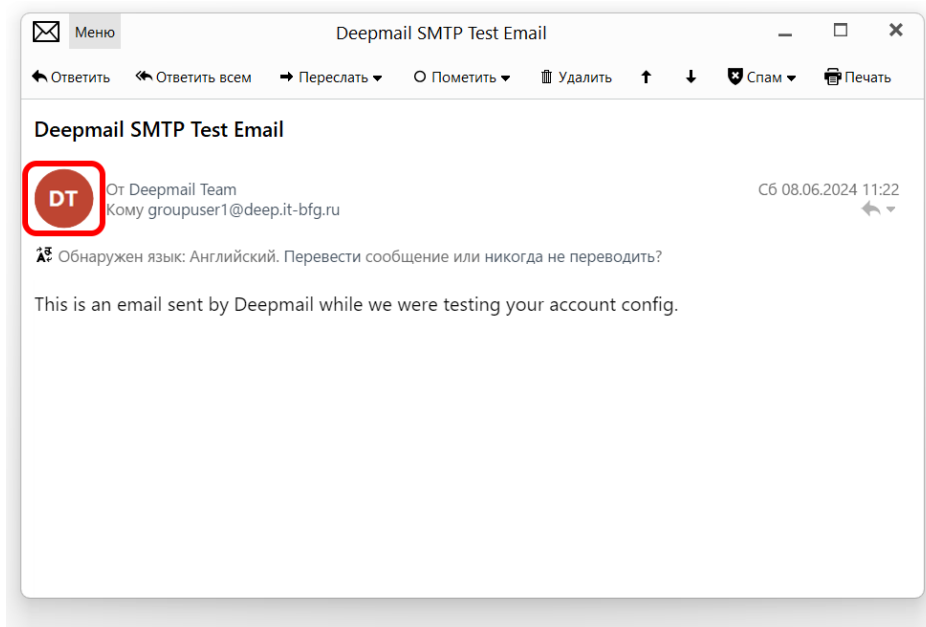 Меню
Deepmail SMTP Test Email
Ответить Ответить всем Переслать Пометить Удалить Спам Печать
Deepmail SMTP Test Email
DT
От Deepmail Team
Сб 08.06.2024 11:22
Кому groupuser1@deep.it-bfg.ru
Обнаружен язык: Английский. Перевести сообщение или никогда не переводить?
This is an email sent by Deepmail while we were testing your account config.